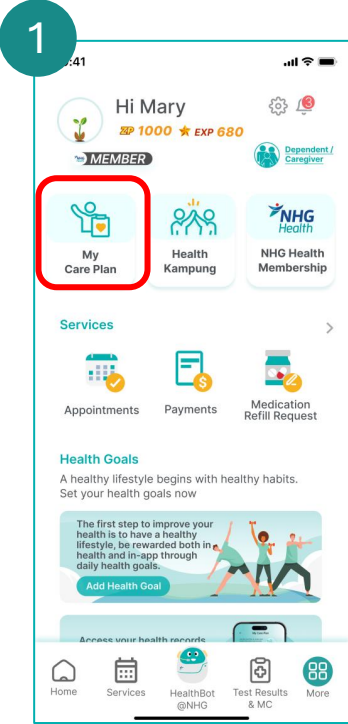 1
:41
Hi Mary
3
ZP 1000 EXP 680
MEMBER
Dependent /
Caregiver
My
Care Plan
Health
Kampung
NHG
Health
NHG Health
Membership
Services
Appointments
Payments
Medication
Refill Request
Health Goals
A healthy lifestyle begins with healthy habits.
Set your health goals now
The first step to improve your
health is to have a healthy
lifestyle, be rewarded both in
health and in-app through
daily health goals.
Add Health Goal
Access your health records
Home
Services
HealthBot
@NHG
Test Results
& MC
More